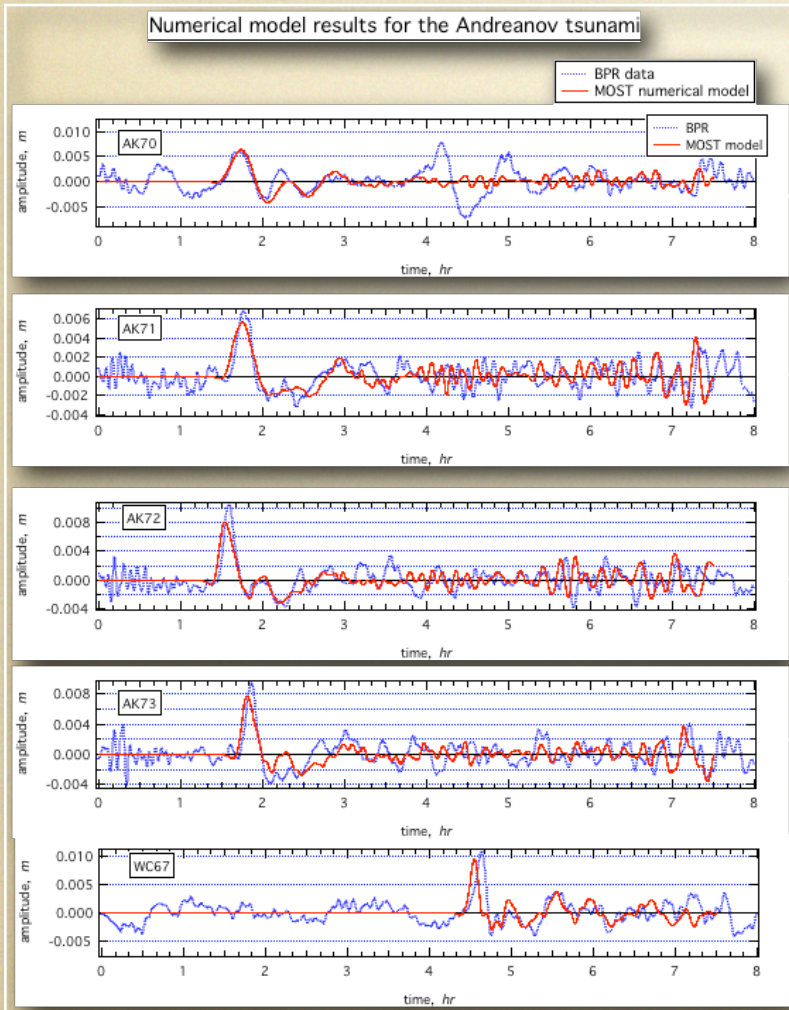 Numerical model results for the Andreanov tsunami
BPR data
MOST numerical model
BPR
MOST model
AK70
amplitude, m
0.010
0.005
0.000
-0.005
0 1 2 3 4 5 6 7 8
time, hr
AK71
amplitude, m
0.006
0.004
0.002
0.000
-0.002
-0.004
0 1 2 3 4 5 6 7 8
time, hr
AK72
amplitude, m
0.008
0.004
0.000
-0.004
0 1 2 3 4 5 6 7 8
time, hr
AK73
amplitude, m
0.008
0.004
0.000
-0.004
0 1 2 3 4 5 6 7 8
time, hr
WC67
amplitude, m
0.010
0.005
0.000
-0.005
0 1 2 3 4 5 6 7 8
time, hr